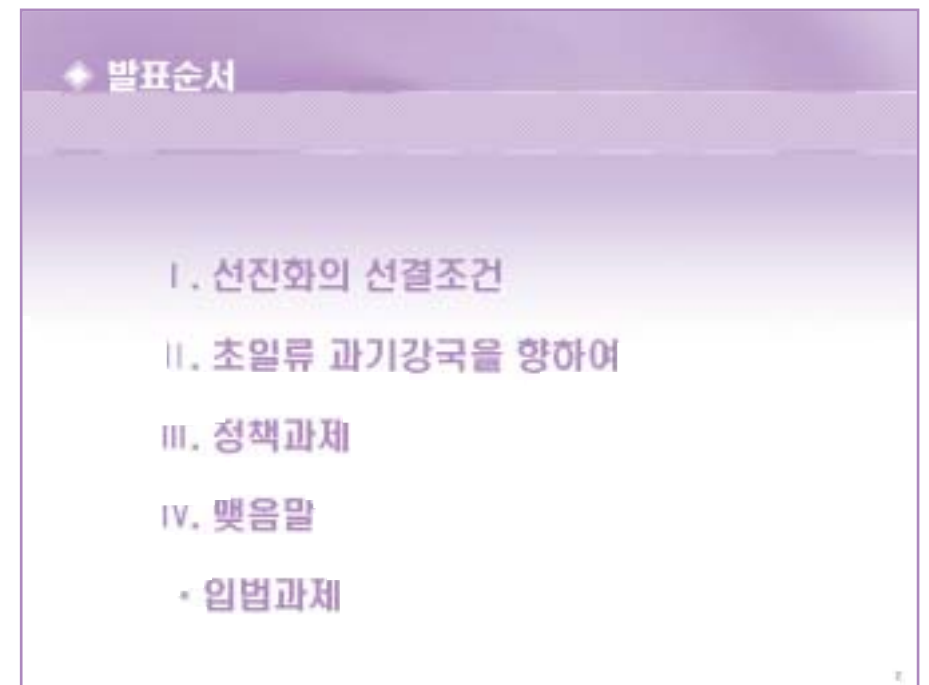 발표순서
Ⅰ. 선진화의 선결조건
Ⅱ. 초일류 과기강국을 향하여
Ⅲ. 정책과제
Ⅳ. 맺음말
· 입법과제
2